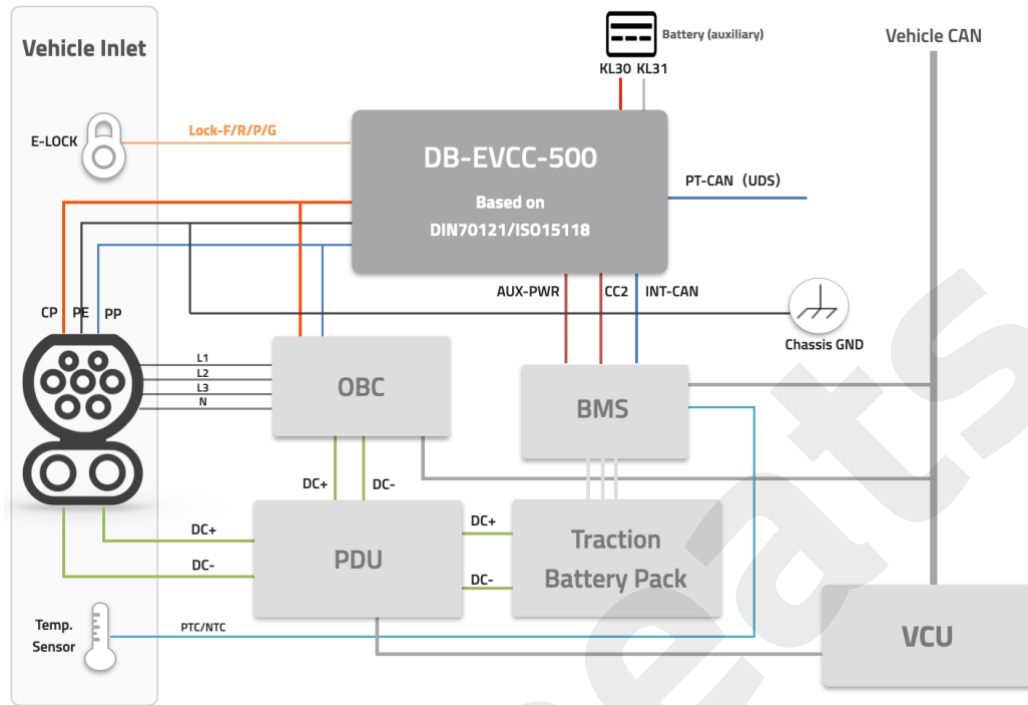 Vehicle Inlet
Battery (auxiliary)
Vehicle CAN
KL30 KL31
E-LOCK
Lock-F/R/P/G
DB-EVCC-500
Based on
DIN70121/ISO15118
PT-CAN（UDS）
AUX-PWR
CC2
INT-CAN
CP
PE
PP
Chassis GND
L1
L2
L3
N
OBC
BMS
DC+
DC-
DC+
DC-
PDU
DC+
DC-
Traction
Battery Pack
Temp.
Sensor
PTC/NTC
VCU